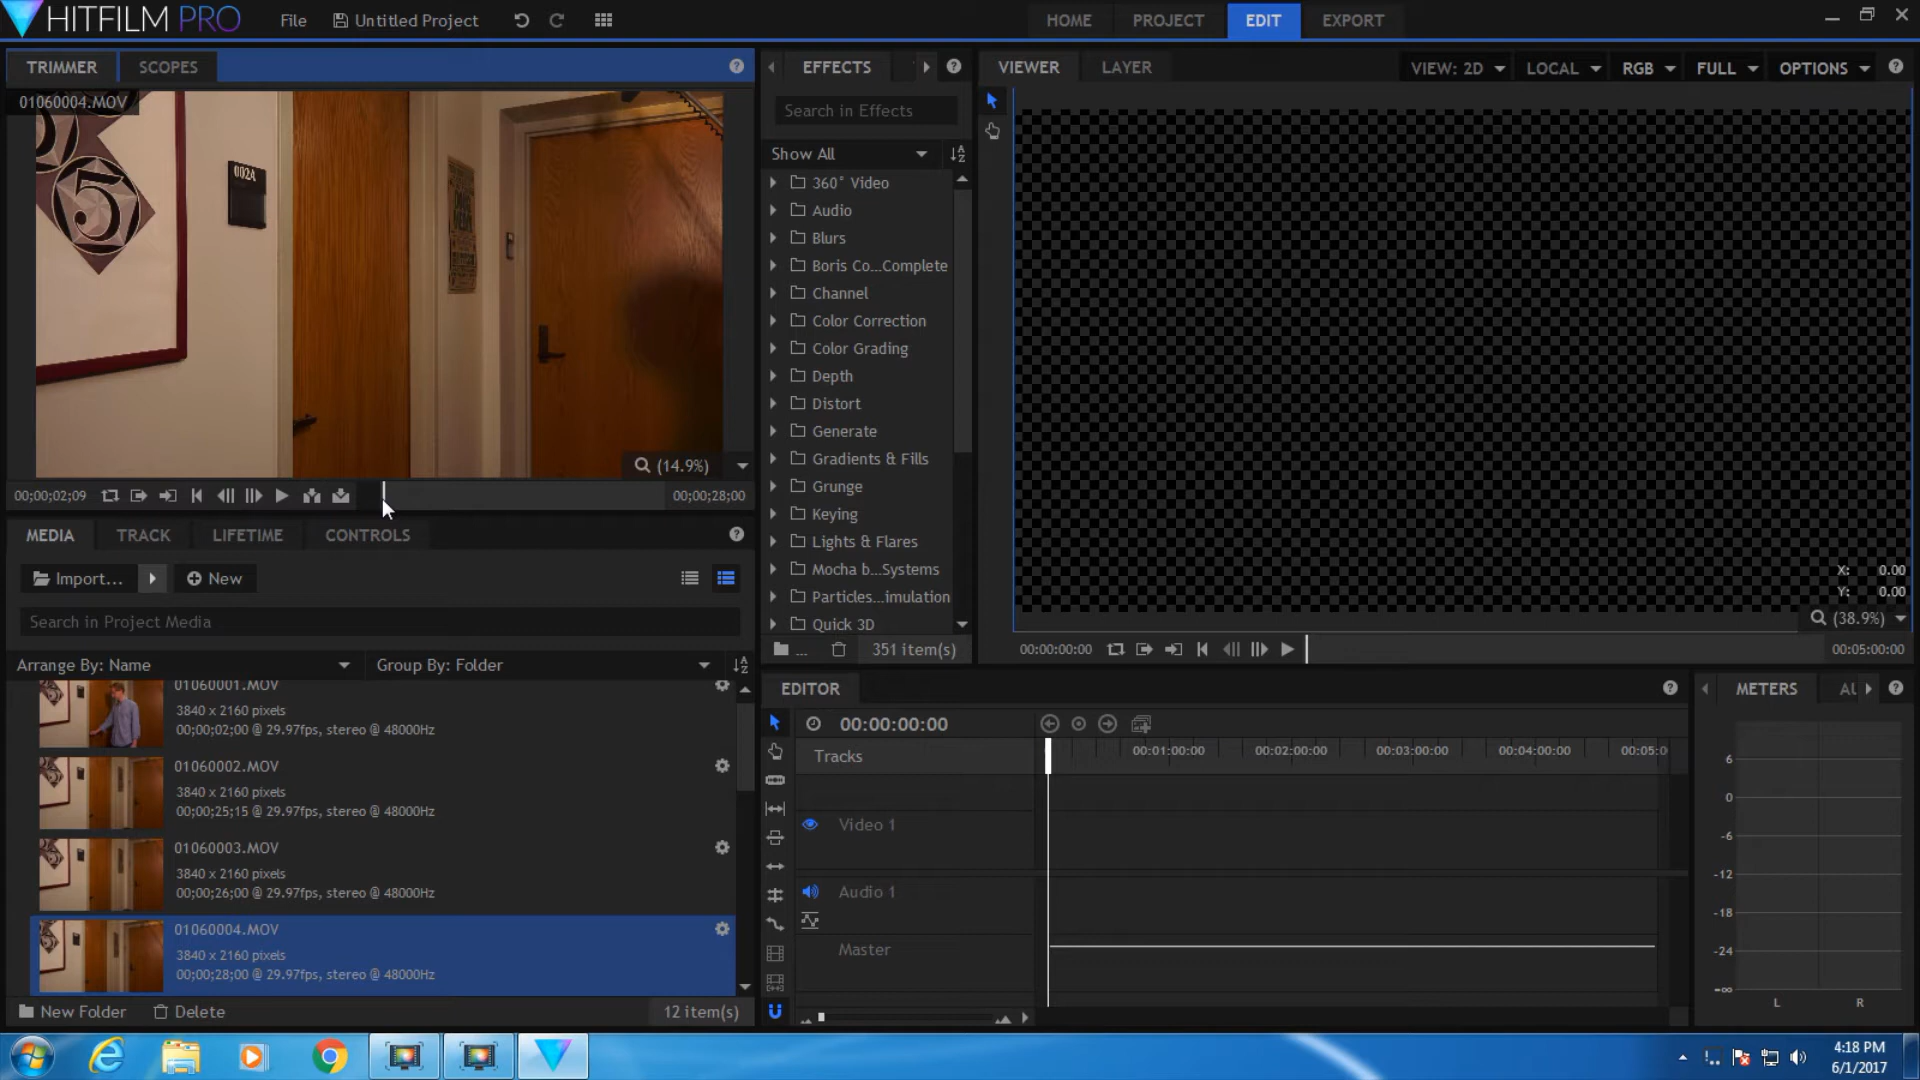 HITFILM PRO
File
Untitled Project
HOME
PROJECT
EDIT
EXPORT
TRIMMER
SCOPES
01060004.MOV
5
002A
(14.9%)
00;00;02;09
00;00;28;00
EFFECTS
Search in Effects
Show All
360° Video
Audio
Blurs
Boris Co...Complete
Channel
Color Correction
Color Grading
Depth
Distort
Generate
Gradients & Fills
Grunge
Keying
Lights & Flares
Mocha b...Systems
Particles...imulation
Quick 3D
...
351 item(s)
VIEWER
LAYER
VIEW: 2D
LOCAL
RGB
FULL
OPTIONS
X: 0.00
Y: 0.00
(38.9%)
00:00:00:00
00:05:00:00
MEDIA
TRACK
LIFETIME
CONTROLS
Import...
New
Search in Project Media
Arrange By: Name
Group By: Folder
01060001.MOV
3840 x 2160 pixels
00;00;02;00 @ 29.97fps, stereo @ 48000Hz
01060002.MOV
3840 x 2160 pixels
00;00;25;15 @ 29.97fps, stereo @ 48000Hz
01060003.MOV
3840 x 2160 pixels
00;00;26;00 @ 29.97fps, stereo @ 48000Hz
01060004.MOV
3840 x 2160 pixels
00;00;28;00 @ 29.97fps, stereo @ 48000Hz
New Folder
Delete
12 item(s)
EDITOR
00:00:00:00
Tracks
00:01:00:00
00:02:00:00
00:03:00:00
00:04:00:00
00:05:0
Video 1
Audio 1
Master
METERS
AU
6
0
-6
-12
-18
-24
-∞
L
R
4:18 PM
6/1/2017